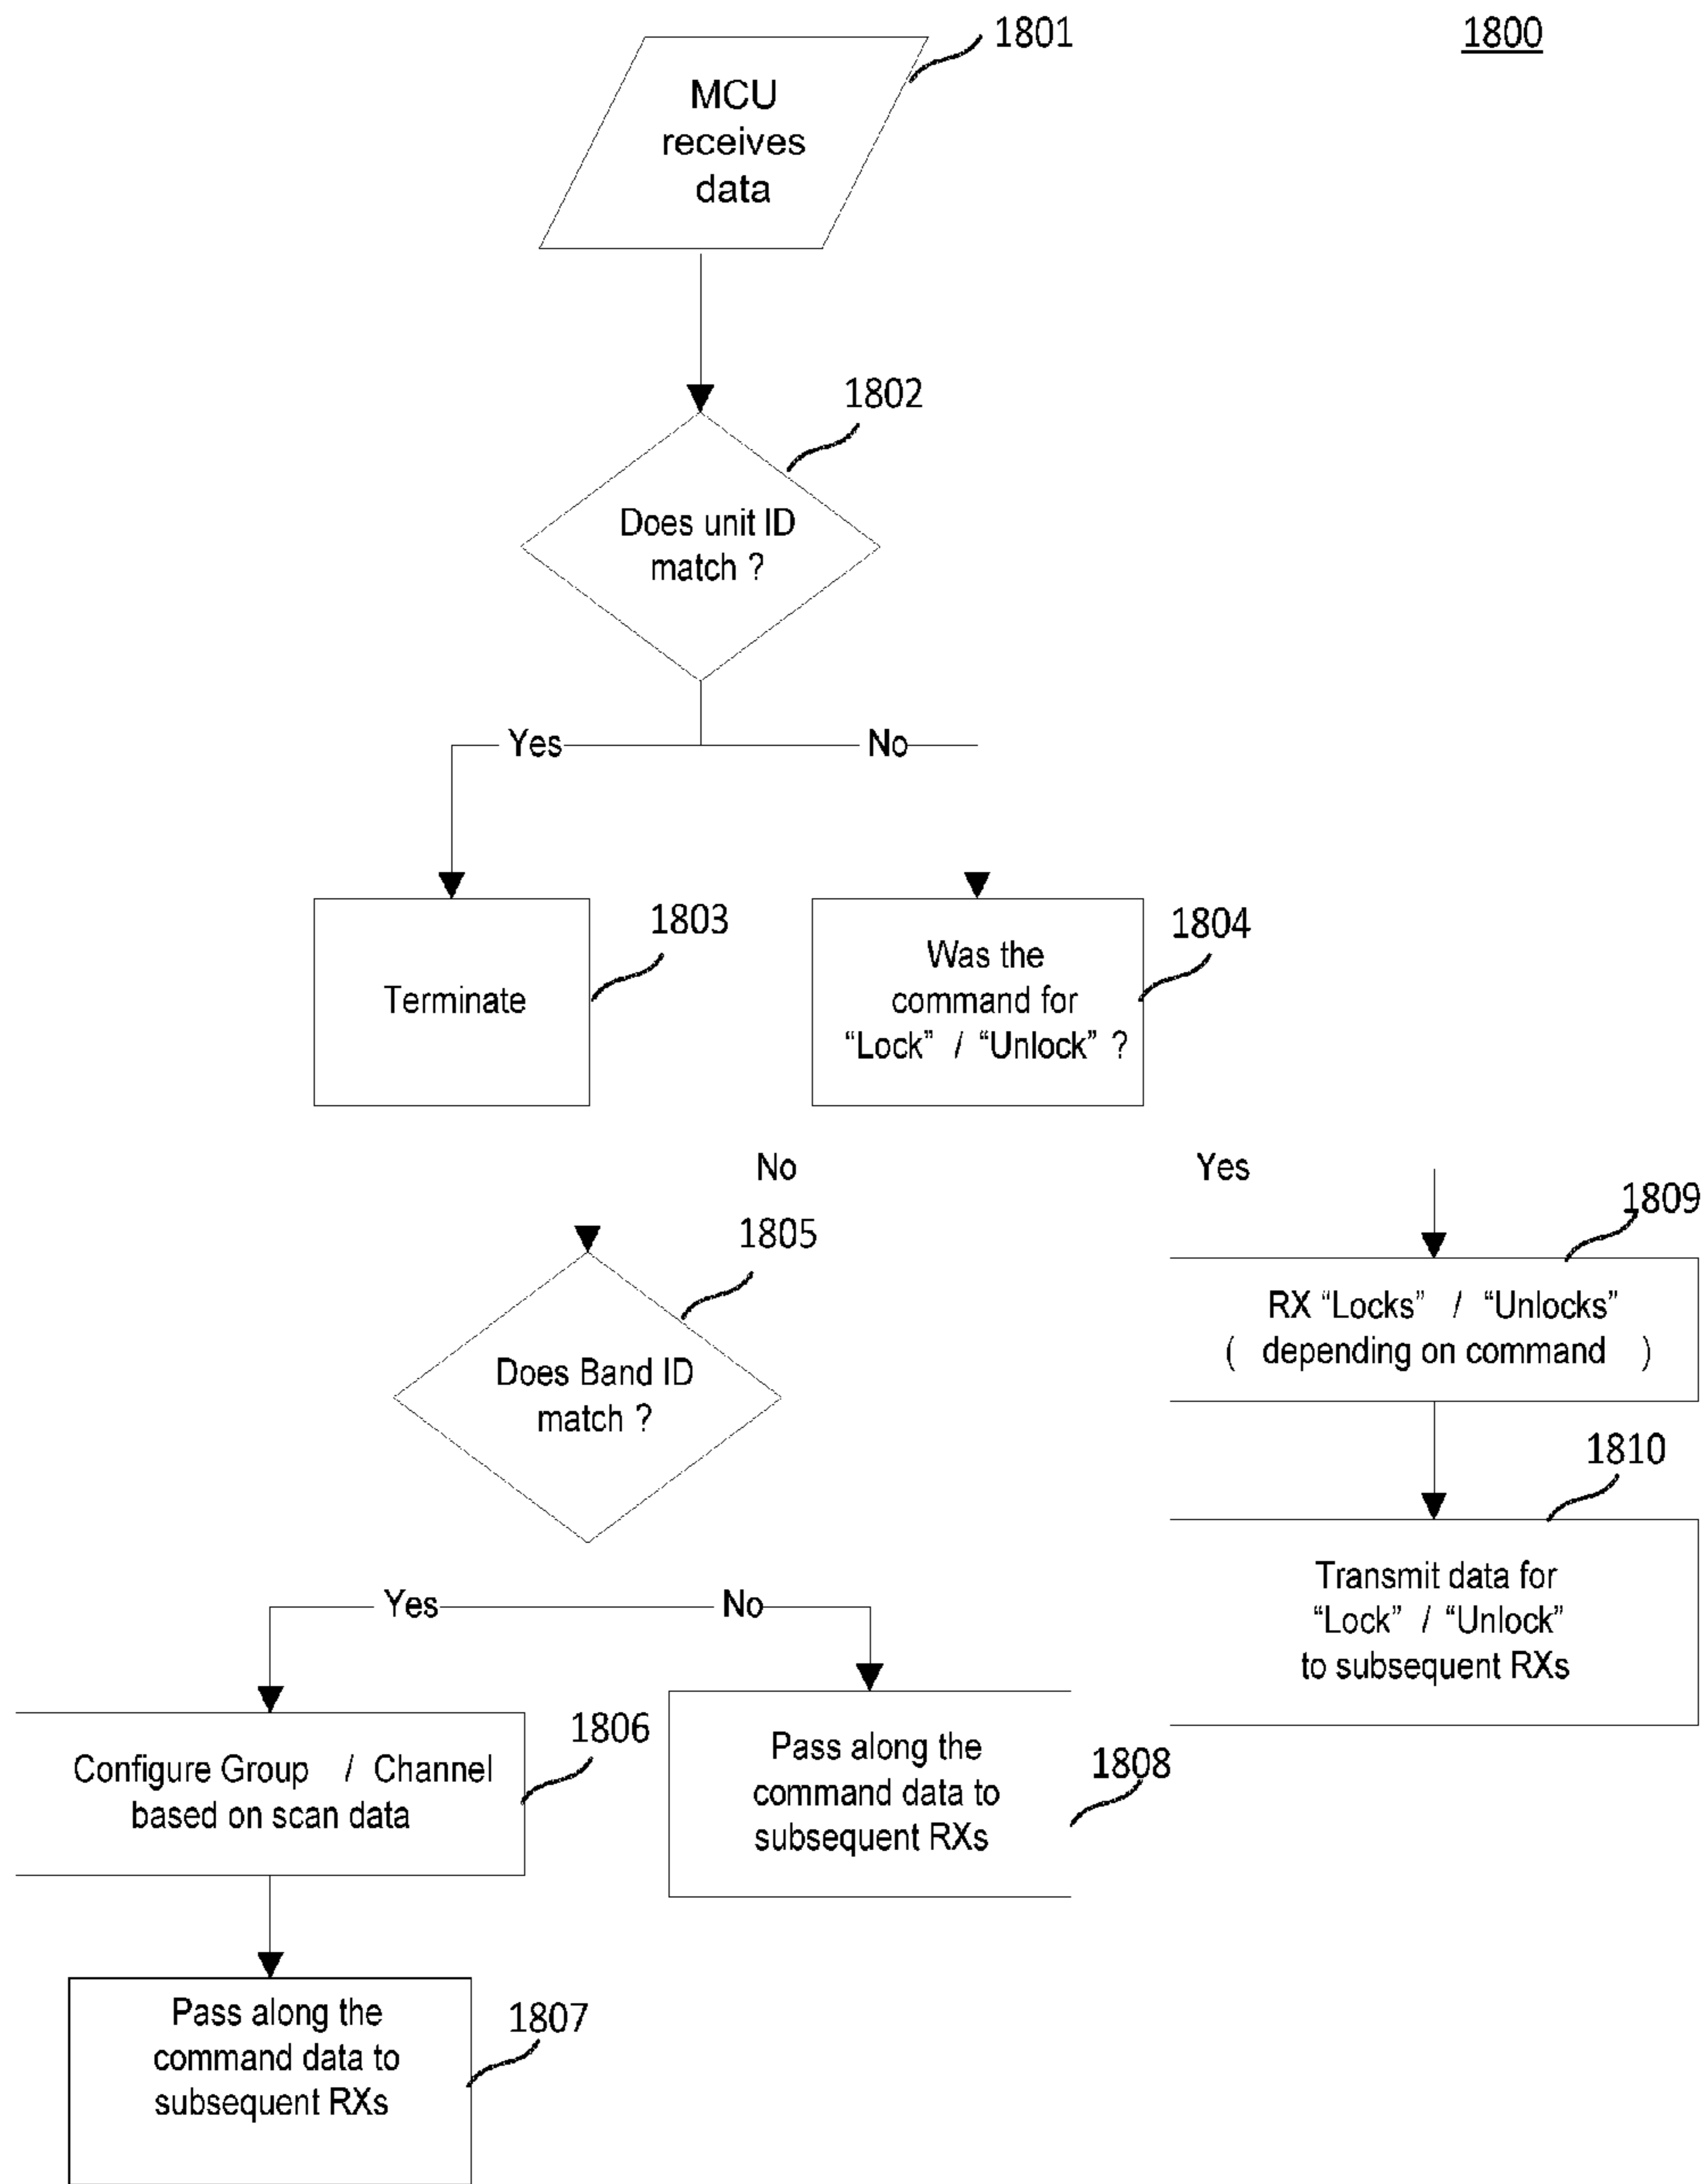 1800
1801
MCU
receives
data
1802
Does unit ID
match ?
Yes
No
1803
Terminate
1804
Was the
command for
“Lock” / “Unlock” ?
No
Yes
1805
Does Band ID
match ?
1809
RX “Locks” / “Unlocks”
( depending on command )
1810
Transmit data for
“Lock” / “Unlock”
to subsequent RXs
Yes
No
1806
Configure Group / Channel
based on scan data
1808
Pass along the
command data to
subsequent RXs
1807
Pass along the
command data to
subsequent RXs